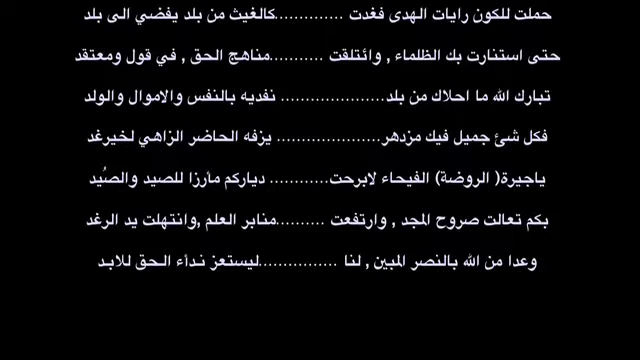 حملت للكون رايات الهدى فغدت .............كالغيث من بلد يفضي الى بلد
حتى استنارت بك الظلماء , وائتلقت ...........مناهج الحق , في قول ومعتقد
تبارك الله ما احلاك من بلد..................... نفديه بالنفس والاموال والولد
فكل شئ جميل فيك مزدهر..................... يزفه الحاضر الزاهي لخيرغد
ياجيرة( الروضة) الفيحاء لابرحت............ دياركم مأرزا للصيد والصُيد
بكم تعالت صروح المجد , وارتفعت ..........منابر العلم ,وانتهلت يد الرغد
وعدا من الله بالنصر المبين , لنا ................ليستعز نداء الحق للابد